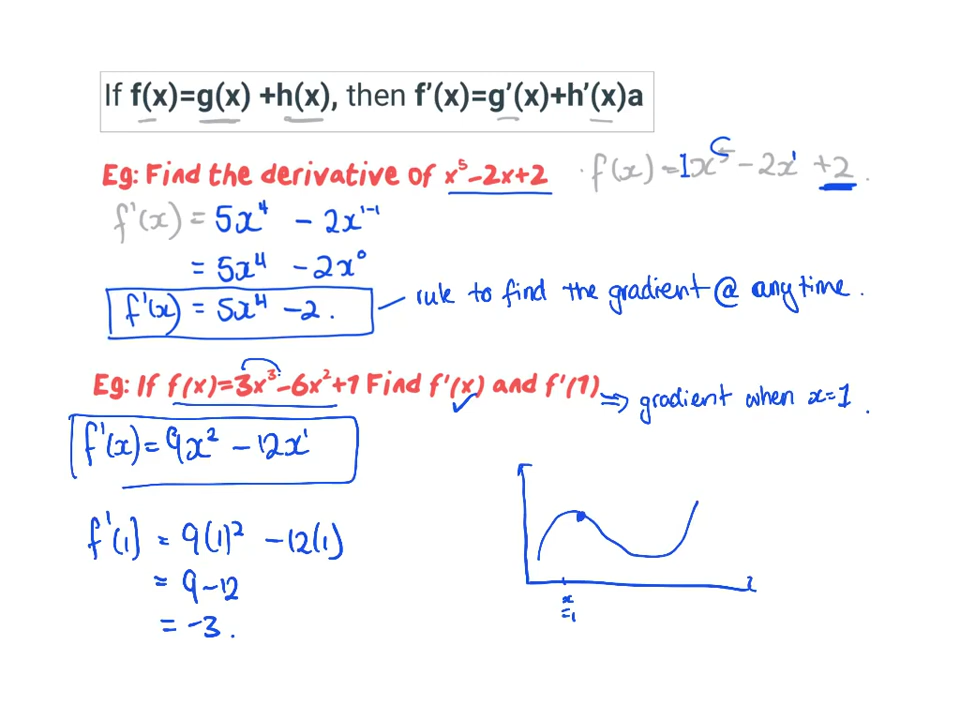 If f(x)=g(x) +h(x), then f'(x)=g'(x)+h'(x)a
Eg: Find the derivative of x⁵-2x+2
f(x) = 1x⁵ - 2x¹ + 2
f'(x) = 5x⁴ - 2x¹⁻¹
= 5x⁴ - 2x⁰
f'(x) = 5x⁴ - 2.
rule to find the gradient @ any time.
Eg: If f(x)=3x³-6x²+1 Find f'(x) and f'(1)
⇒ gradient when x=1.
f'(x) = 9x² - 12x¹
f'(1) = 9(1)² - 12(1)
= 9-12
= -3.
x
=1